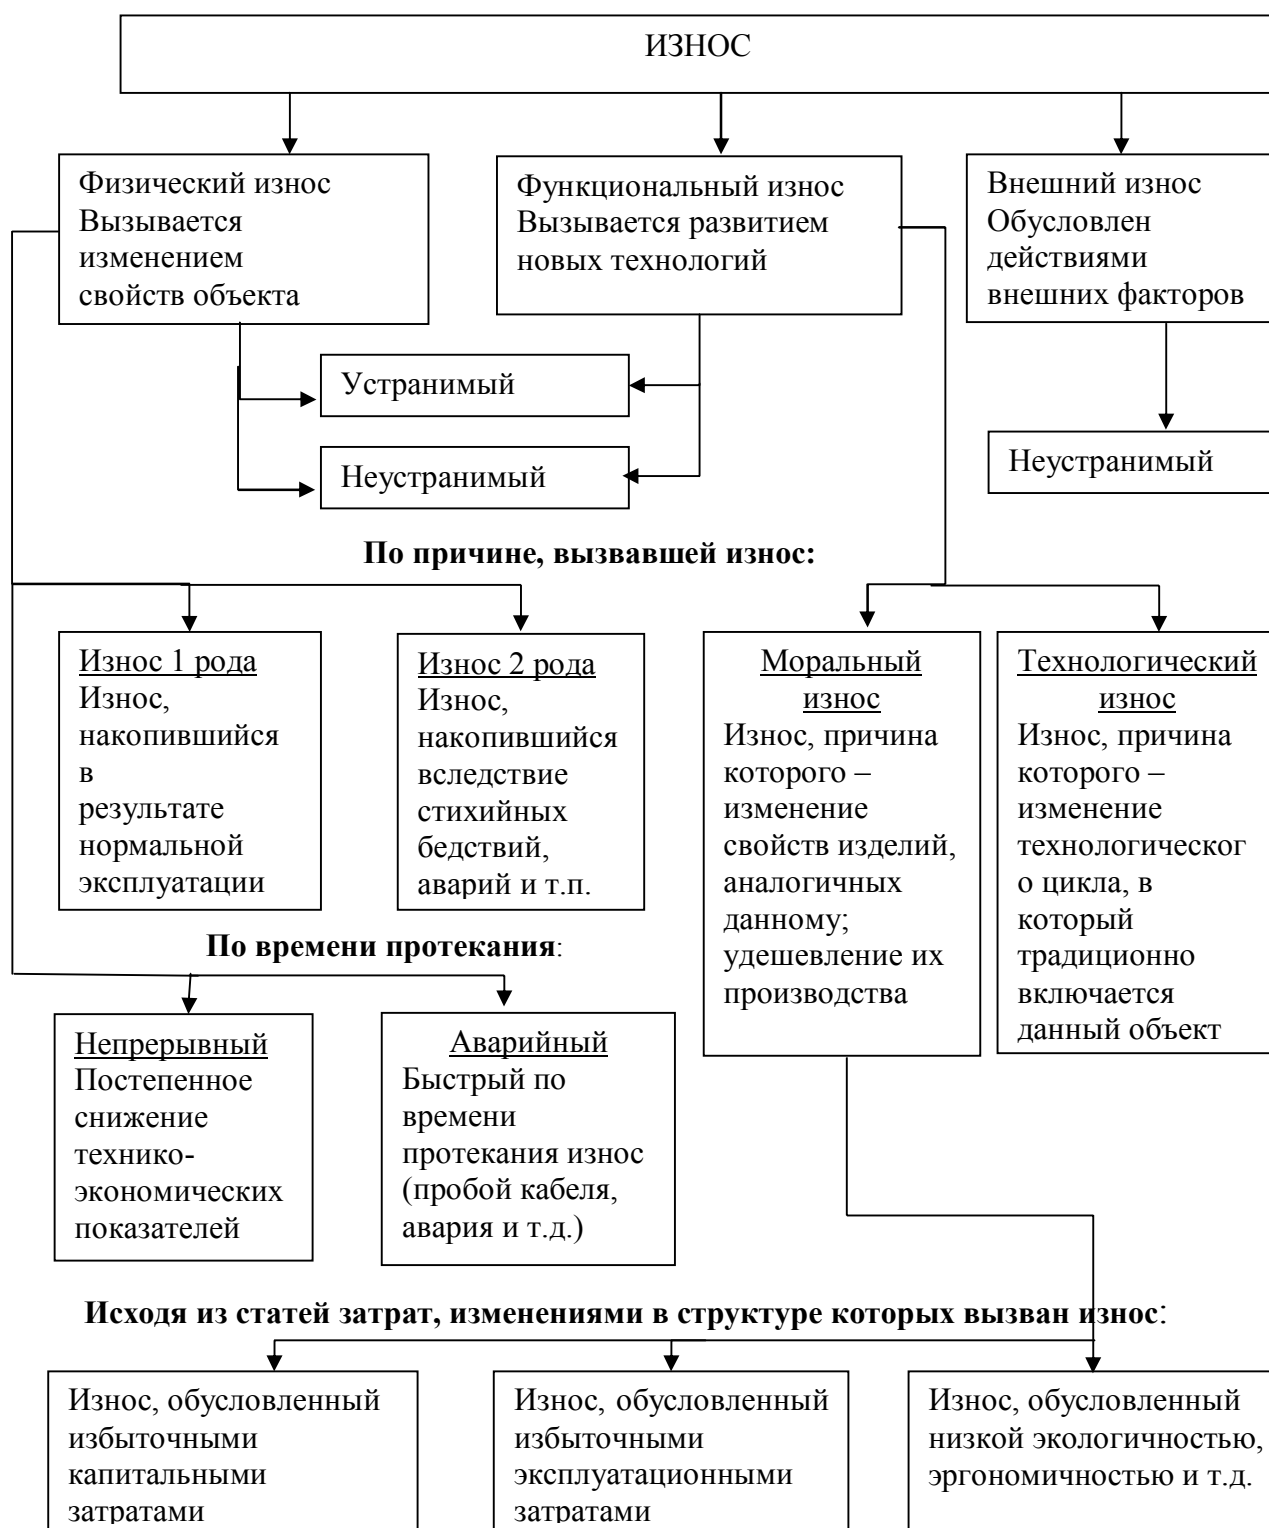 ИЗНОС
Физический износ
Вызывается
изменением
свойств объекта
Функциональный износ
Вызывается развитием
новых технологий
Внешний износ
Обусловлен
действиями
внешних факторов
Устранимый
Неустранимый
Неустранимый
По причине, вызвавшей износ:
Износ 1 рода
Износ,
накопившийся
в
результате
нормальной
эксплуатации
Износ 2 рода
Износ,
накопившийся
вследствие
стихийных
бедствий,
аварий и т.п.
Моральный
износ
Износ, причина
которого –
изменение
свойств изделий,
аналогичных
данному;
удешевление их
производства
Технологический
износ
Износ, причина
которого –
изменение
технологическог
о цикла, в
который
традиционно
включается
данный объект
По времени протекания:
Непрерывный
Постепенное
снижение
технико-
экономических
показателей
Аварийный
Быстрый по
времени
протекания износ
(пробой кабеля,
авария и т.д.)
Исходя из статей затрат, изменениями в структуре которых вызван износ:
Износ, обусловленный
избыточными
капитальными
затратами
Износ, обусловленный
избыточными
эксплуатационными
затратами
Износ, обусловленный
низкой экологичностью,
эргономичностью и т.д.